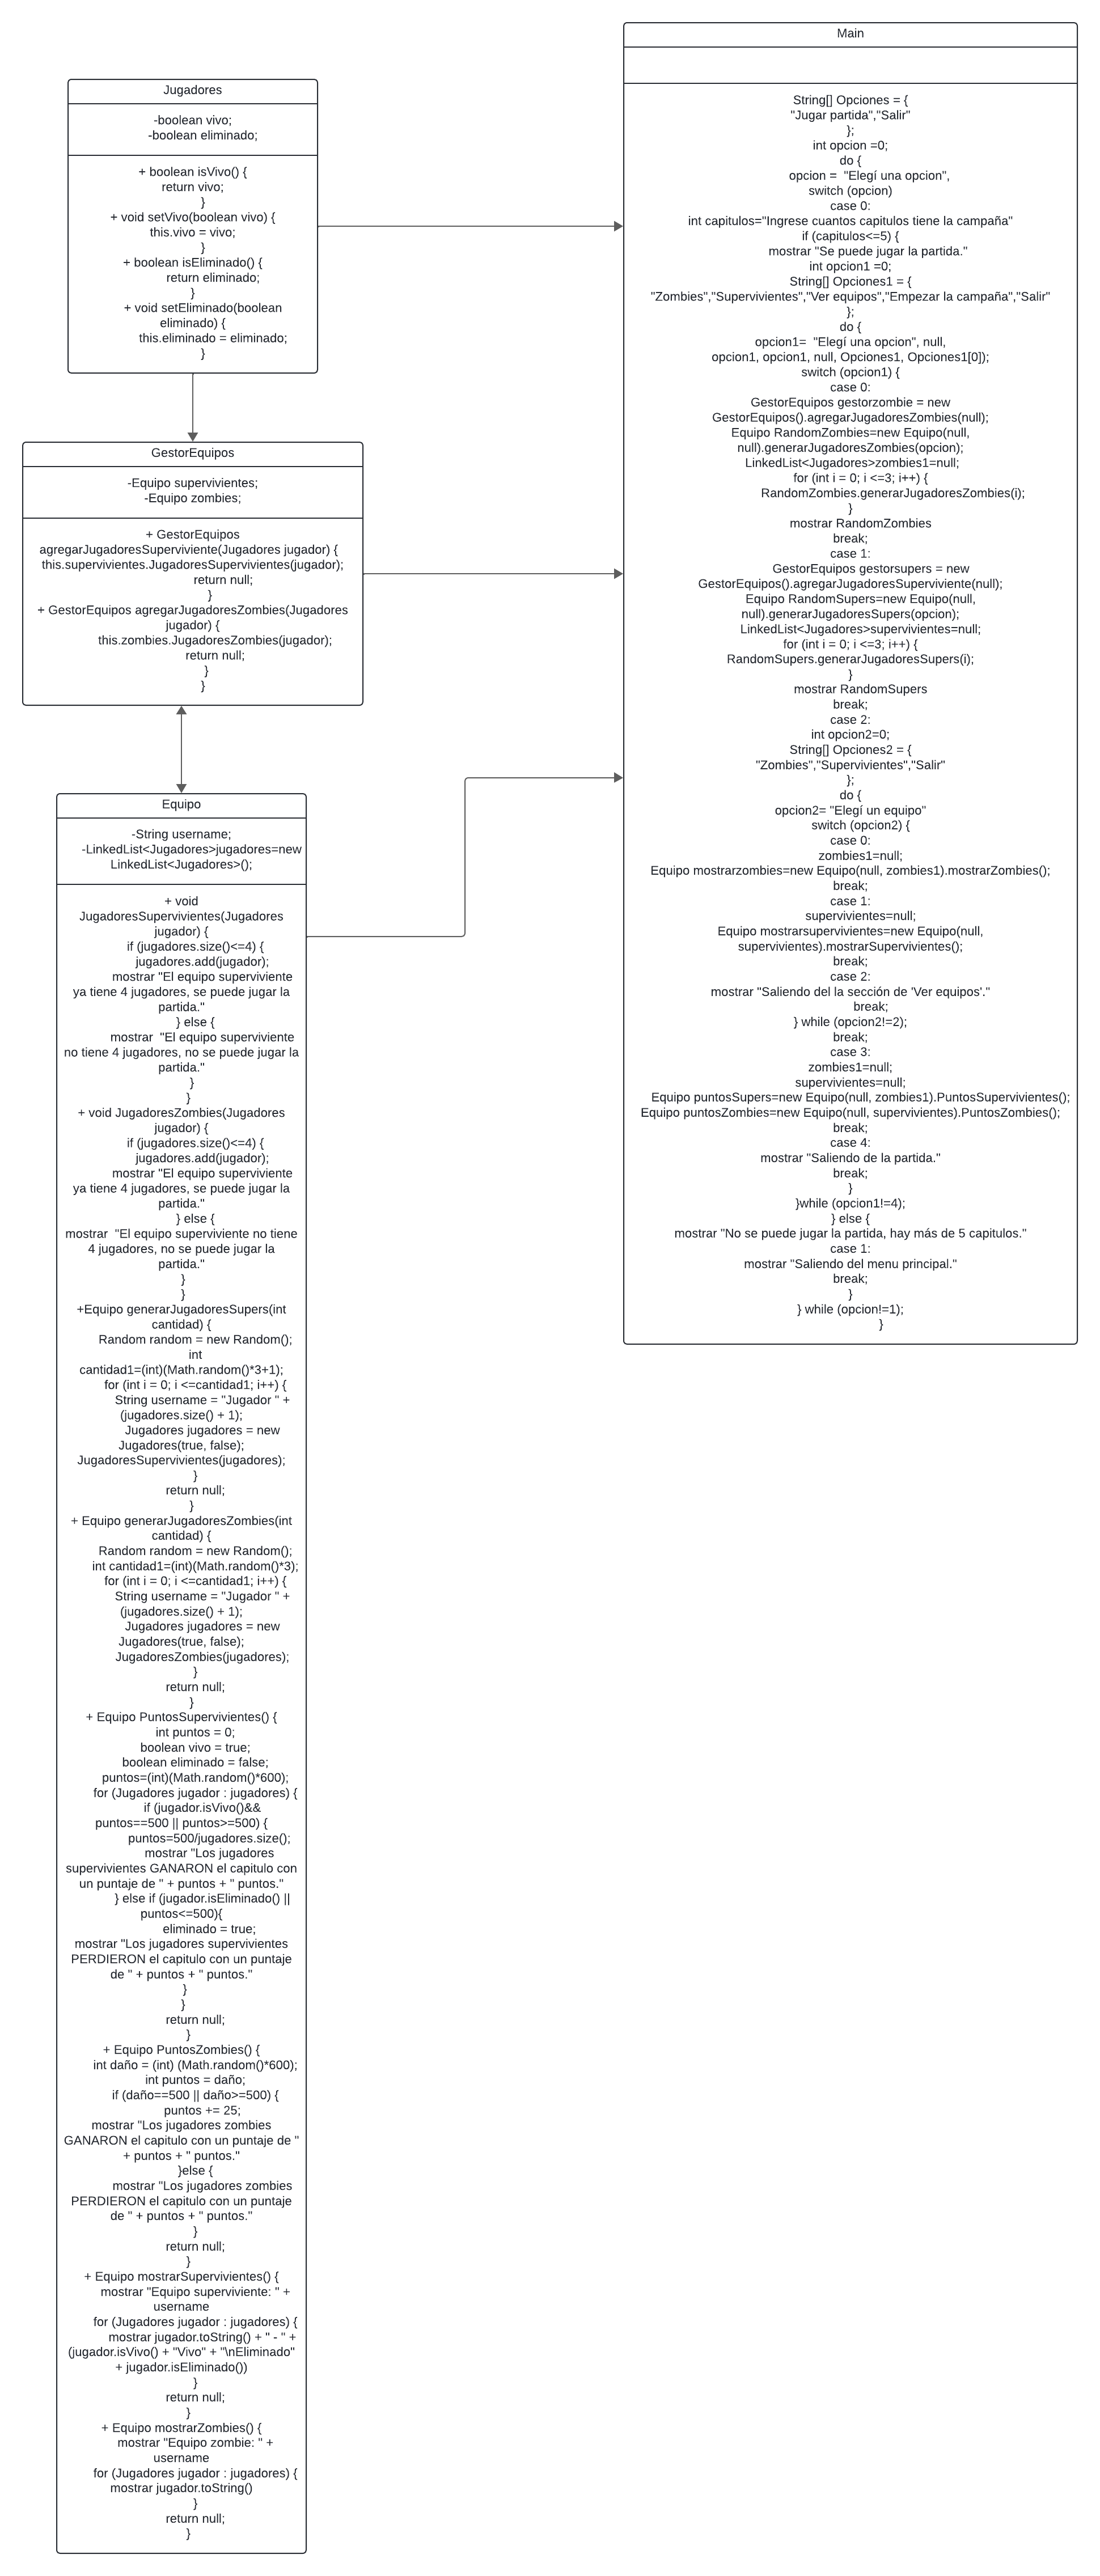 Jugadores
-boolean vivo;
-boolean eliminado;
+ boolean isVivo() {
return vivo;
}
+ void setVivo(boolean vivo) {
this.vivo = vivo;
}
+ boolean isEliminado() {
return eliminado;
}
+ void setEliminado(boolean
eliminado) {
this.eliminado = eliminado;
}
GestorEquipos
-Equipo supervivientes;
-Equipo zombies;
+ GestorEquipos
agregarJugadoresSuperviviente(Jugadores jugador) {
this.supervivientes.JugadoresSupervivientes(jugador);
return null;
}
+ GestorEquipos agregarJugadoresZombies(Jugadores
jugador) {
this.zombies.JugadoresZombies(jugador);
return null;
}
}
Equipo
-String username;
-LinkedList<Jugadores>jugadores=new
LinkedList<Jugadores>();
+ void
JugadoresSupervivientes(Jugadores
jugador) {
if (jugadores.size()<=4) {
jugadores.add(jugador);
mostrar "El equipo superviviente
ya tiene 4 jugadores, se puede jugar la
partida."
} else {
mostrar  "El equipo superviviente
no tiene 4 jugadores, no se puede jugar la
partida."
}
}
+ void JugadoresZombies(Jugadores
jugador) {
if (jugadores.size()<=4) {
jugadores.add(jugador);
mostrar "El equipo superviviente
ya tiene 4 jugadores, se puede jugar la
partida."
} else {
mostrar  "El equipo superviviente no tiene
4 jugadores, no se puede jugar la
partida."
}
}
+Equipo generarJugadoresSupers(int
cantidad) {
Random random = new Random();
int
cantidad1=(int)(Math.random()*3+1);
for (int i = 0; i <=cantidad1; i++) {
String username = "Jugador " +
(jugadores.size() + 1);
Jugadores jugadores = new
Jugadores(true, false);
JugadoresSupervivientes(jugadores);
}
return null;
}
+ Equipo generarJugadoresZombies(int
cantidad) {
Random random = new Random();
int cantidad1=(int)(Math.random()*3);
for (int i = 0; i <=cantidad1; i++) {
String username = "Jugador " +
(jugadores.size() + 1);
Jugadores jugadores = new
Jugadores(true, false);
JugadoresZombies(jugadores);
}
return null;
}
+ Equipo PuntosSupervivientes() {
int puntos = 0;
boolean vivo = true;
boolean eliminado = false;
puntos=(int)(Math.random()*600);
for (Jugadores jugador : jugadores) {
if (jugador.isVivo()&&
puntos==500 || puntos>=500) {
puntos=500/jugadores.size();
mostrar "Los jugadores
supervivientes GANARON el capitulo con
un puntaje de " + puntos + " puntos."
} else if (jugador.isEliminado() ||
puntos<=500){
eliminado = true;
mostrar "Los jugadores supervivientes
PERDIERON el capitulo con un puntaje
de " + puntos + " puntos."
}
}
return null;
}
+ Equipo PuntosZombies() {
int daño = (int) (Math.random()*600);
int puntos = daño;
if (daño==500 || daño>=500) {
puntos += 25;
mostrar "Los jugadores zombies
GANARON el capitulo con un puntaje de "
+ puntos + " puntos."
}else {
mostrar "Los jugadores zombies
PERDIERON el capitulo con un puntaje
de " + puntos + " puntos."
}
return null;
}
+ Equipo mostrarSupervivientes() {
mostrar "Equipo superviviente: " +
username
for (Jugadores jugador : jugadores) {
mostrar jugador.toString() + " - " +
(jugador.isVivo() + "Vivo" + "\nEliminado"
+ jugador.isEliminado())
}
return null;
}
+ Equipo mostrarZombies() {
mostrar "Equipo zombie: " +
username
for (Jugadores jugador : jugadores) {
mostrar jugador.toString()
}
return null;
}
Main
String[] Opciones = {
"Jugar partida","Salir"
};
int opcion =0;
do {
opcion =  "Elegí una opcion",
switch (opcion)
case 0:
int capitulos="Ingrese cuantos capitulos tiene la campaña"
if (capitulos<=5) {
mostrar "Se puede jugar la partida."
int opcion1 =0;
String[] Opciones1 = {
"Zombies","Supervivientes","Ver equipos","Empezar la campaña","Salir"
};
do {
opcion1=  "Elegí una opcion", null,
opcion1, opcion1, null, Opciones1, Opciones1[0]);
switch (opcion1) {
case 0:
GestorEquipos gestorzombie = new
GestorEquipos().agregarJugadoresZombies(null);
Equipo RandomZombies=new Equipo(null,
null).generarJugadoresZombies(opcion);
LinkedList<Jugadores>zombies1=null;
for (int i = 0; i <=3; i++) {
RandomZombies.generarJugadoresZombies(i);
}
mostrar RandomZombies
break;
case 1:
GestorEquipos gestorsupers = new
GestorEquipos().agregarJugadoresSuperviviente(null);
Equipo RandomSupers=new Equipo(null,
null).generarJugadoresSupers(opcion);
LinkedList<Jugadores>supervivientes=null;
for (int i = 0; i <=3; i++) {
RandomSupers.generarJugadoresSupers(i);
}
mostrar RandomSupers
break;
case 2:
int opcion2=0;
String[] Opciones2 = {
"Zombies","Supervivientes","Salir"
};
do {
opcion2= "Elegí un equipo"
switch (opcion2) {
case 0:
zombies1=null;
Equipo mostrarzombies=new Equipo(null, zombies1).mostrarZombies();
break;
case 1:
supervivientes=null;
Equipo mostrarsupervivientes=new Equipo(null,
supervivientes).mostrarSupervivientes();
break;
case 2:
mostrar "Saliendo del la sección de 'Ver equipos'."
break;
} while (opcion2!=2);
break;
case 3:
zombies1=null;
supervivientes=null;
Equipo puntosSupers=new Equipo(null, zombies1).PuntosSupervivientes();
Equipo puntosZombies=new Equipo(null, supervivientes).PuntosZombies();
break;
case 4:
mostrar "Saliendo de la partida."
break;
}
}while (opcion1!=4);
} else {
mostrar "No se puede jugar la partida, hay más de 5 capitulos."
case 1:
mostrar "Saliendo del menu principal."
break;
}
} while (opcion!=1);
}